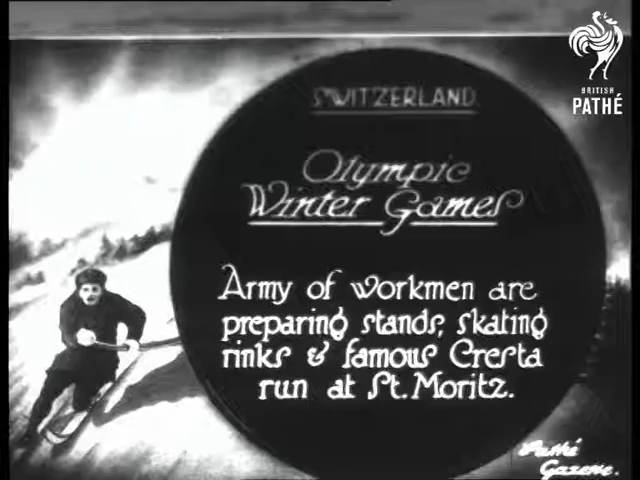 BRITISH
PATHÉ
SWITZERLAND.
Olympic
Winter Games
Army of workmen are
preparing stands, skating
rinks & famous Cresta
run at St. Moritz.
Pathé
Gazette.